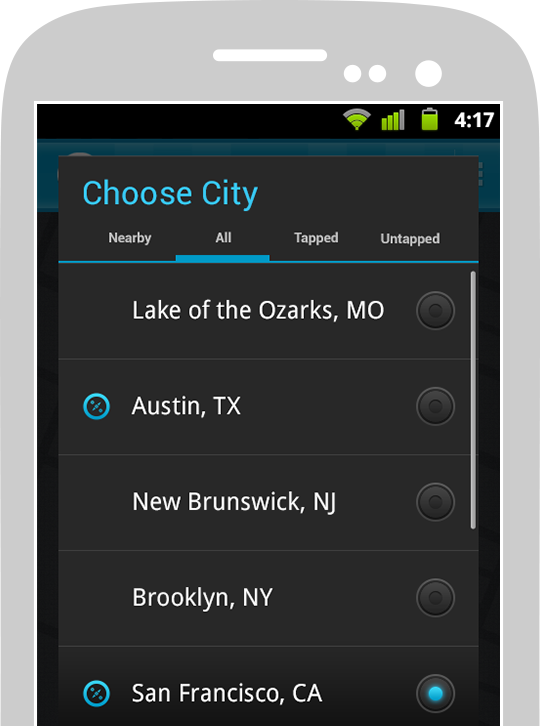 4:17
Choose City
Nearby All Tapped Untapped
Lake of the Ozarks, MO
Austin, TX
New Brunswick, NJ
Brooklyn, NY
San Francisco, CA